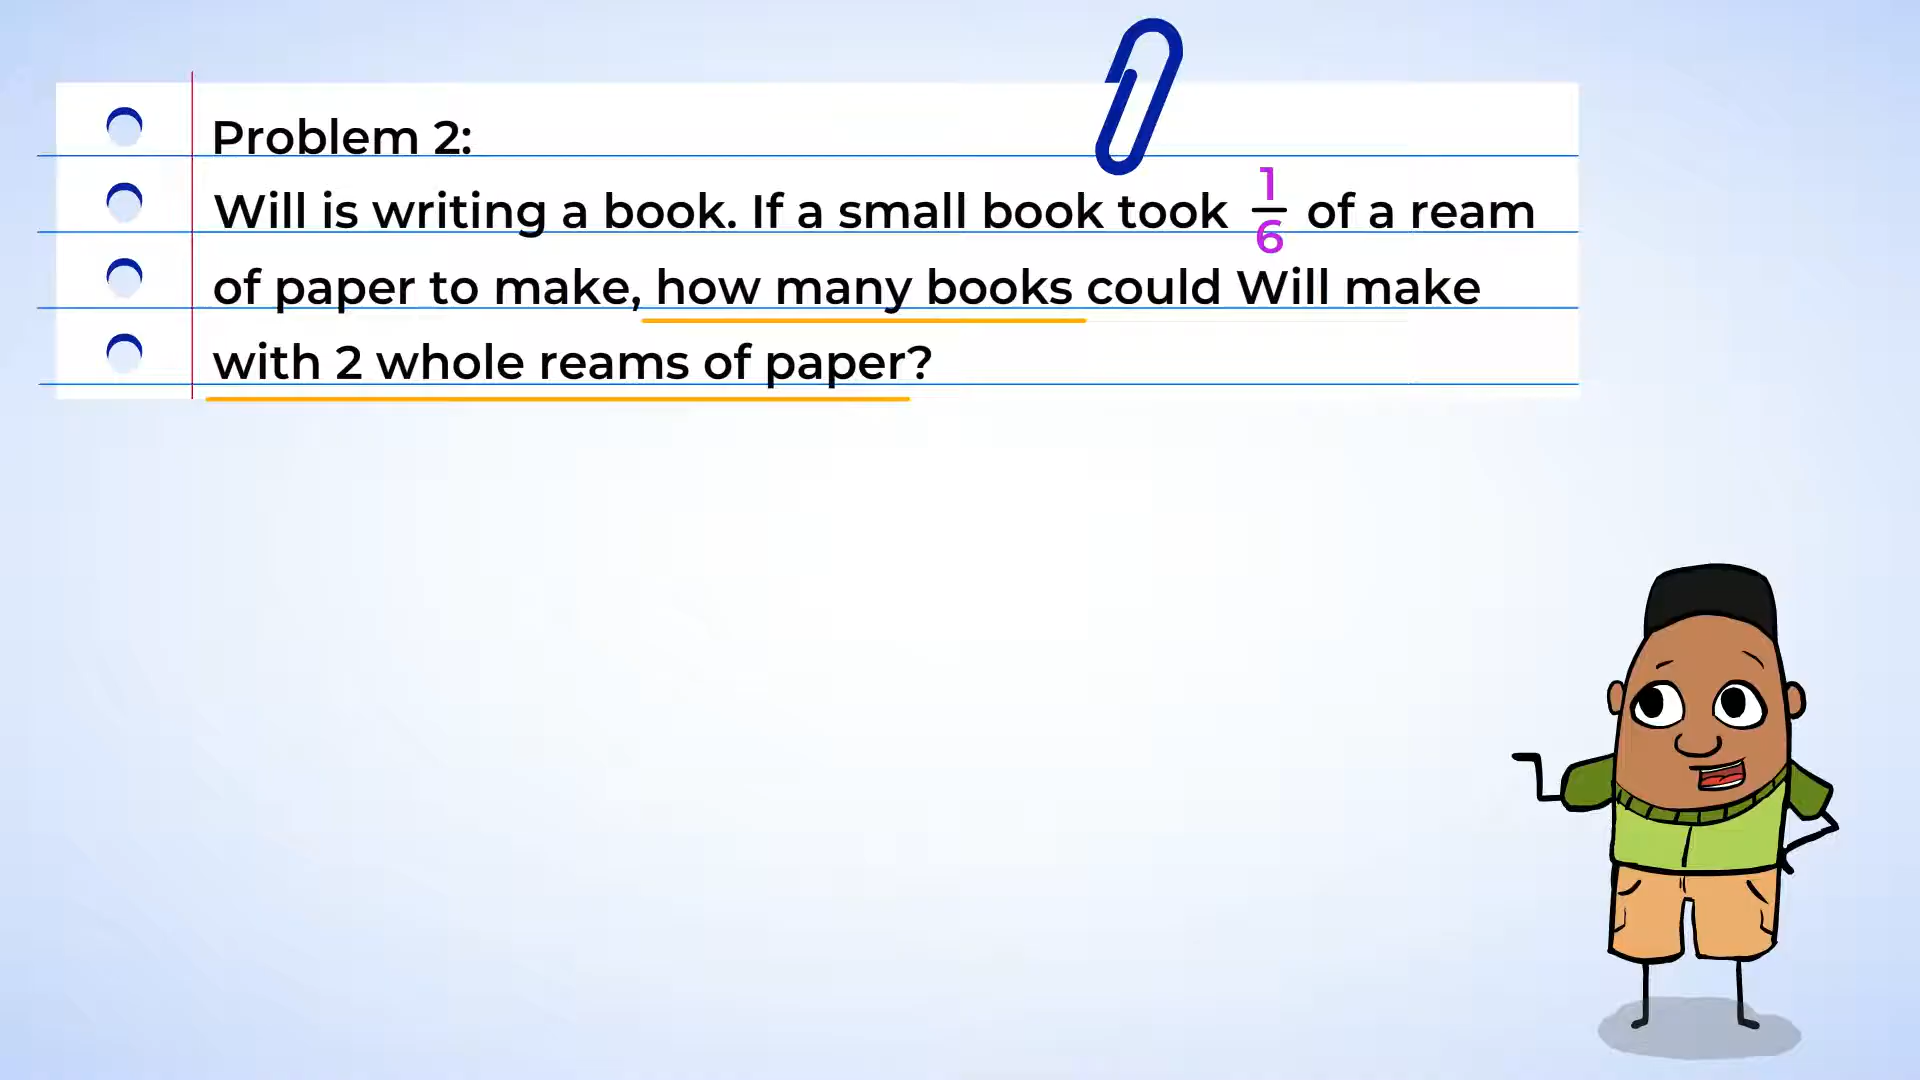 Problem 2:
Will is writing a book. If a small book took 1/6 of a ream
of paper to make, how many books could Will make
with 2 whole reams of paper?